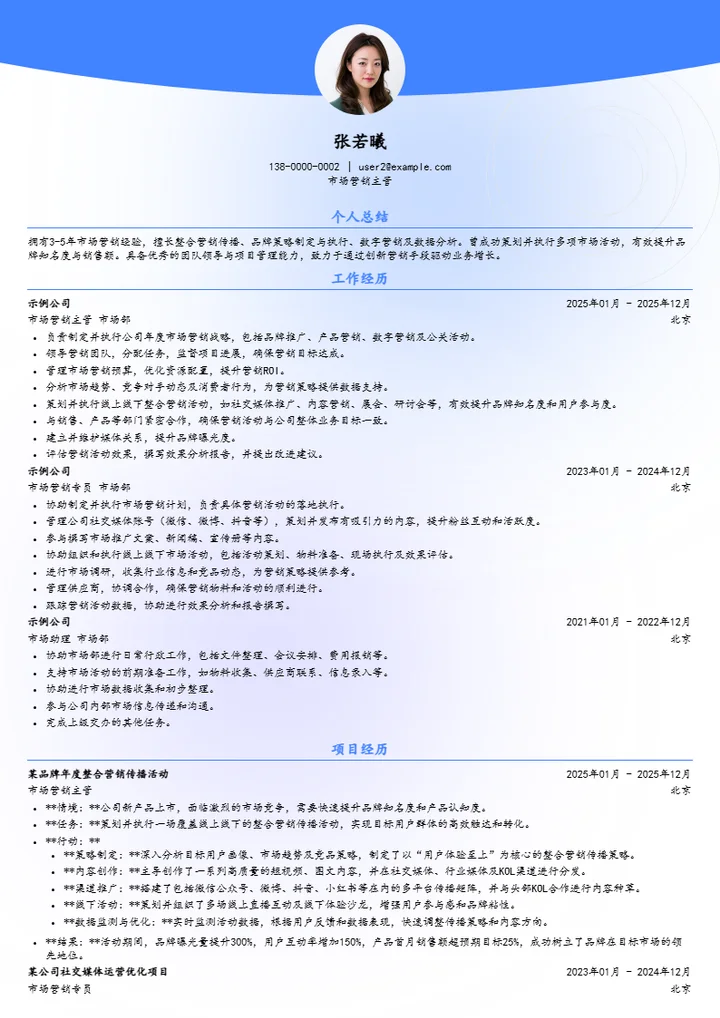 张若曦
138-0000-0002 | user2@example.com
市场营销主管
个人总结
拥有3-5年市场营销经验，擅长整合营销传播、品牌策略制定与执行、数字营销及数据分析。曾成功策划并执行多项市场活动，有效提升品
牌知名度与销售额。具备优秀的团队领导与项目管理能力，致力于通过创新营销手段驱动业务增长。
工作经历
示例公司 2025年01月 - 2025年12月
市场营销主管 市场部 北京
• 负责制定并执行公司年度市场营销战略，包括品牌推广、产品营销、数字营销及公关活动。
• 领导营销团队，分配任务，监督项目进展，确保营销目标达成。
• 管理市场营销预算，优化资源配置，提升营销ROI。
• 分析市场趋势、竞争对手动态及消费者行为，为营销策略提供数据支持。
• 策划并执行线上线下整合营销活动，如社交媒体推广、内容营销、展会、研讨会等，有效提升品牌知名度和用户参与度。
• 与销售、产品等部门紧密合作，确保营销活动与公司整体业务目标一致。
• 建立并维护媒体关系，提升品牌曝光度。
• 评估营销活动效果，撰写效果分析报告，并提出改进建议。
示例公司 2023年01月 - 2024年12月
市场营销专员 市场部 北京
• 协助制定并执行市场营销计划，负责具体营销活动的落地执行。
• 管理公司社交媒体账号（微信、微博、抖音等），策划并发布有吸引力的内容，提升粉丝互动和活跃度。
• 参与撰写市场推广文案、新闻稿、宣传册等内容。
• 协助组织和执行线上线下市场活动，包括活动策划、物料准备、现场执行及效果评估。
• 进行市场调研，收集行业信息和竞品动态，为营销策略提供参考。
• 管理供应商，协调合作，确保营销物料和活动的顺利进行。
• 跟踪营销活动数据，协助进行效果分析和报告撰写。
示例公司 2021年01月 - 2022年12月
市场助理 市场部 北京
• 协助市场部进行日常行政工作，包括文件整理、会议安排、费用报销等。
• 支持市场活动的前期准备工作，如物料收集、供应商联系、信息录入等。
• 协助进行市场数据收集和初步整理。
• 参与公司内部市场信息传递和沟通。
• 完成上级交办的其他任务。
项目经历
某品牌年度整合营销传播活动 2025年01月 - 2025年12月
市场营销主管 北京
• **情境：**公司新产品上市，面临激烈的市场竞争，需要快速提升品牌知名度和产品认知度。
• **任务：**策划并执行一场覆盖线上线下的整合营销传播活动，实现目标用户群体的高效触达和转化。
• **行动：**
• **策略制定：**深入分析目标用户画像、市场趋势及竞品策略，制定了以“用户体验至上”为核心的整合营销传播策略。
• **内容创作：**主导创作了一系列高质量的短视频、图文内容，并在社交媒体、行业媒体及KOL渠道进行分发。
• **渠道推广：**搭建了包括微信公众号、微博、抖音、小红书等在内的多平台传播矩阵，并与头部KOL合作进行内容种草。
• **线下活动：**策划并组织了多场线上直播互动及线下体验沙龙，增强用户参与感和品牌粘性。
• **数据监测与优化：**实时监测活动数据，根据用户反馈和数据表现，快速调整传播策略和内容方向。
• **结果：**活动期间，品牌曝光量提升300%，用户互动率增加150%，产品首月销售额超预期目标25%，成功树立了品牌在目标市场的领
先地位。
某公司社交媒体运营优化项目 2023年01月 - 2024年12月
市场营销专员 北京